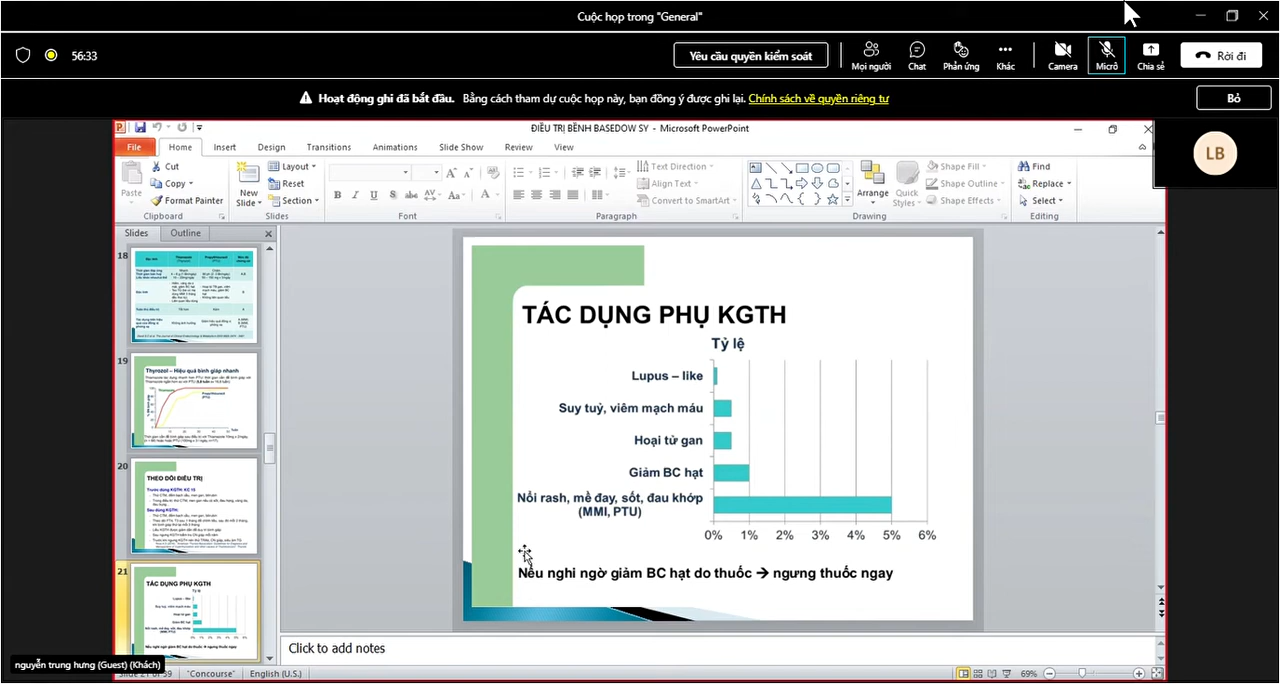 Cuộc họp trong "General"
56:33
Yêu cầu quyền kiểm soát
Mọi người
Chat
Phản ứng
Khác
Camera
Micrô
Chia sẻ
Rời đi
Hoạt động ghi đã bắt đầu. Bằng cách tham dự cuộc họp này, bạn đồng ý được ghi lại. Chính sách về quyền riêng tư
Bỏ
LB
ĐIỀU TRỊ BỆNH BASEDOW SY - Microsoft PowerPoint
File Home Insert Design Transitions Animations Slide Show Review View
Paste
Cut
Copy
Format Painter
Clipboard
New Slide
Layout
Reset
Section
Slides
Font
Text Direction
Align Text
Convert to SmartArt
Paragraph
Arrange
Quick Styles
Shape Fill
Shape Outline
Shape Effects
Drawing
Find
Replace
Select
Editing
Slides Outline
18
19
Thyrozol – Hiệu quả bình giáp nhanh
20
THEO DÕI ĐIỀU TRỊ
21
TÁC DỤNG PHỤ KGTH
TÁC DỤNG PHỤ KGTH
Tỷ lệ
Lupus – like
Suy tuỷ, viêm mạch máu
Hoại tử gan
Giảm BC hạt
Nổi rash, mề đay, sốt, đau khớp
(MMI, PTU)
0% 1% 2% 3% 4% 5% 6%
Nếu nghi ngờ giảm BC hạt do thuốc → ngưng thuốc ngay
Click to add notes
nguyễn trung hưng (Guest) (Khách)
Slide 21 of 39
"Concourse"
English (U.S.)
69%